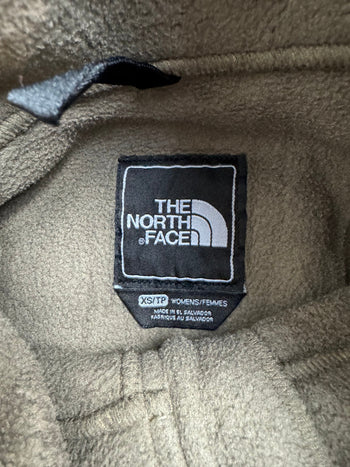 THE
NORTH
®FACE
XS/TP WOMENS/FEMMES
MADE IN EL SALVADOR
FABRIQUE AU SALVADOR